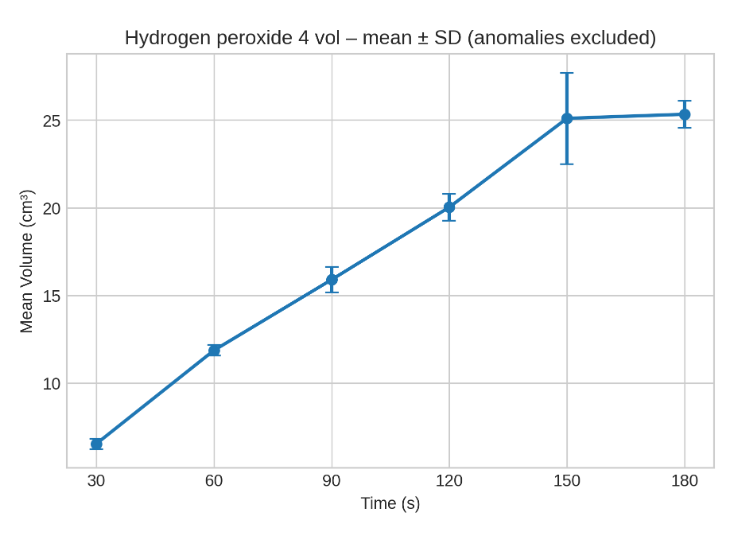 Hydrogen peroxide 4 vol – mean ± SD (anomalies excluded)
Mean Volume (cm³)
25
20
15
10
30 60 90 120 150 180
Time (s)